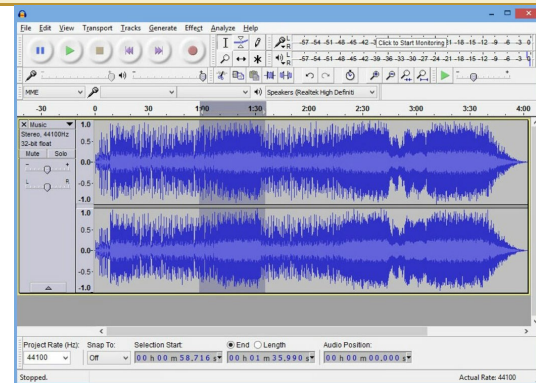 File Edit View Transport Tracks Generate Effect Analyze Help
L R -57 -54 -51 -48 -45 -42 -3 Click to Start Monitoring 21 -18 -15 -12 -9 -6 -3 0
L R -57 -54 -51 -48 -45 -42 -39 -36 -33 -30 -27 -24 -21 -18 -15 -12 -9 -6 -3 0
MME Speakers (Realtek High Definiti
-30 0 30 1:00 1:30 2:00 2:30 3:00 3:30 4:00
X Music 1.0
Stereo, 44100Hz
32-bit float 0.5
Mute Solo
- + 0.0
L R -0.5
-1.0
1.0
0.5
0.0
-0.5
-1.0
Project Rate (Hz): Snap To: Selection Start: End Length Audio Position:
44100 Off 00 h 00 m 58.716 s 00 h 01 m 35.990 s 00 h 00 m 00.000 s
Stopped. Actual Rate: 44100